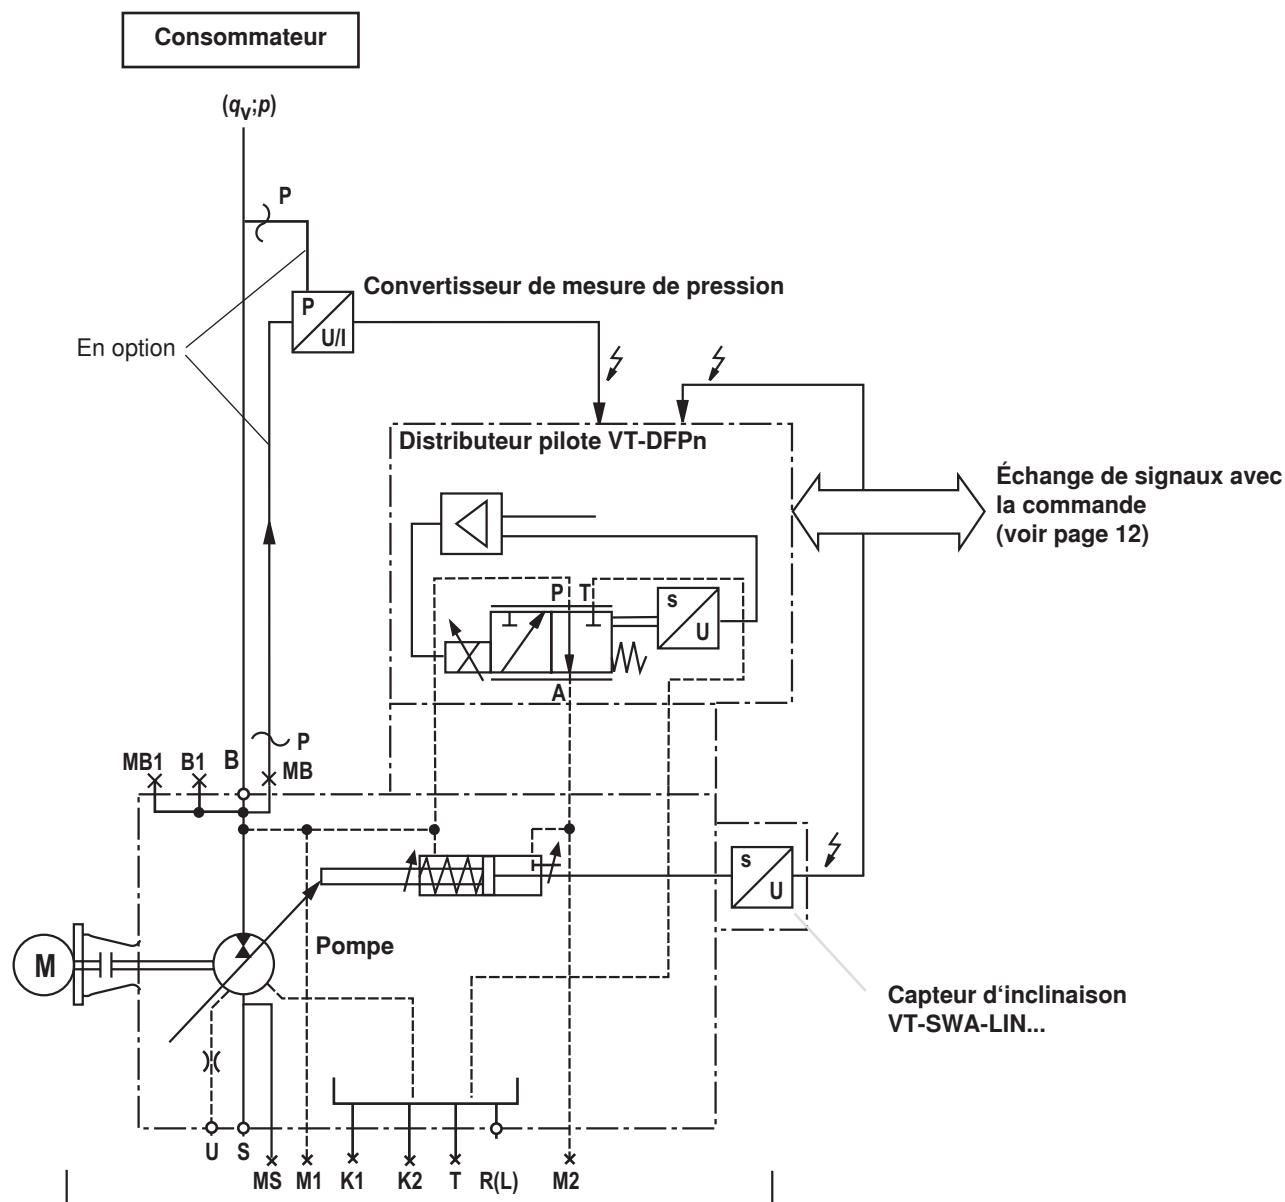 Consommateur
(qv;p)
P
Convertisseur de mesure de pression
P
U/I
En option
Distributeur pilote VT-DFPn
Échange de signaux avec
la commande
(voir page 12)
P T
s
U
A
P
MB1 B1 B MB
s
U
Pompe
M
Capteur d‘inclinaison
VT-SWA-LIN...
U S
MS M1 K1 K2 T R(L) M2